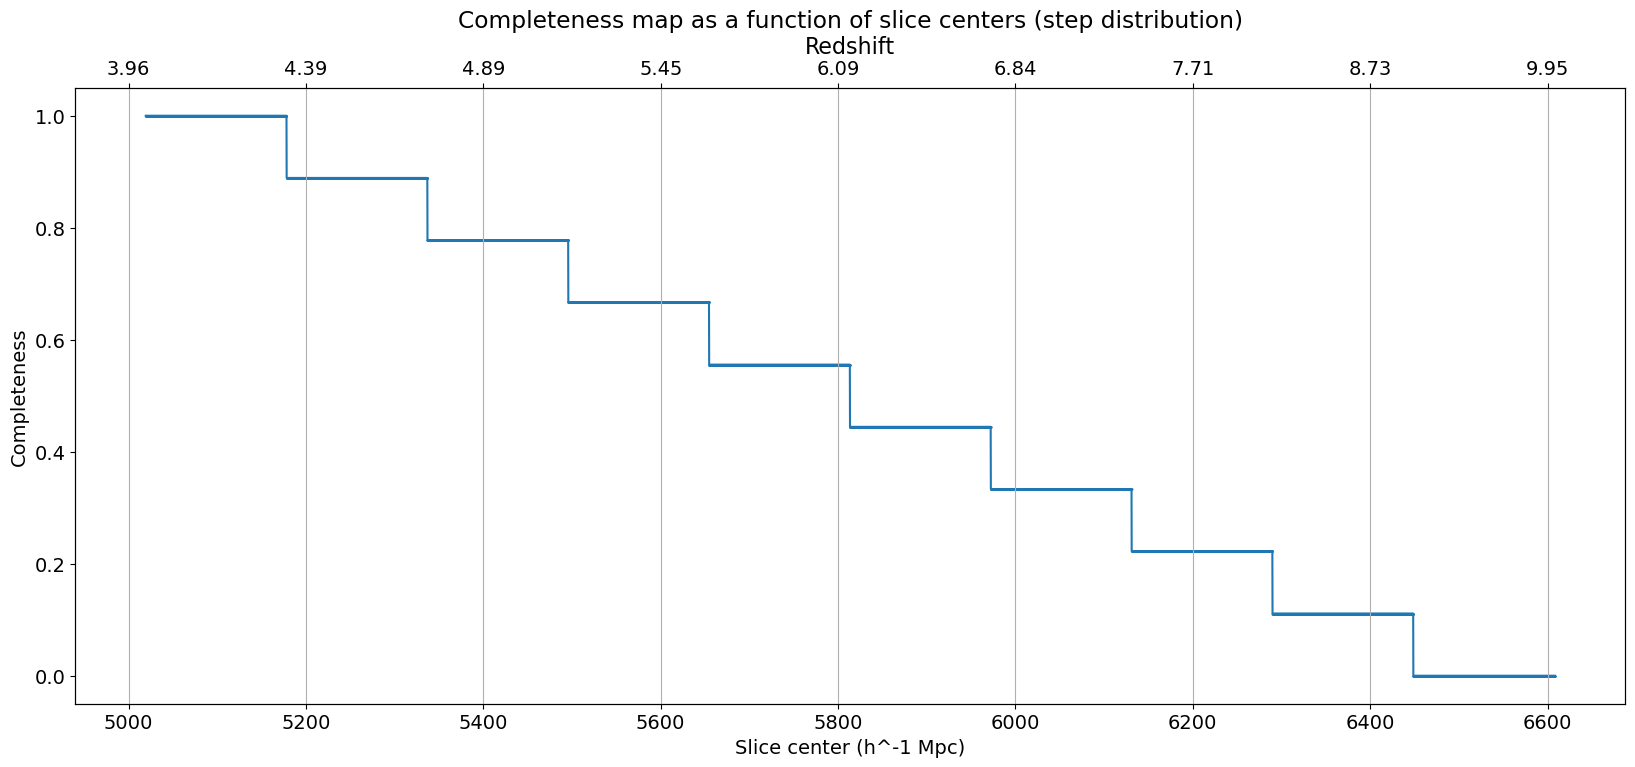 Completeness map as a function of slice centers (step distribution)
Redshift
3.96 4.39 4.89 5.45 6.09 6.84 7.71 8.73 9.95
1.0
0.8
0.6
0.4
0.2
0.0
Completeness
5000 5200 5400 5600 5800 6000 6200 6400 6600
Slice center (h^-1 Mpc)